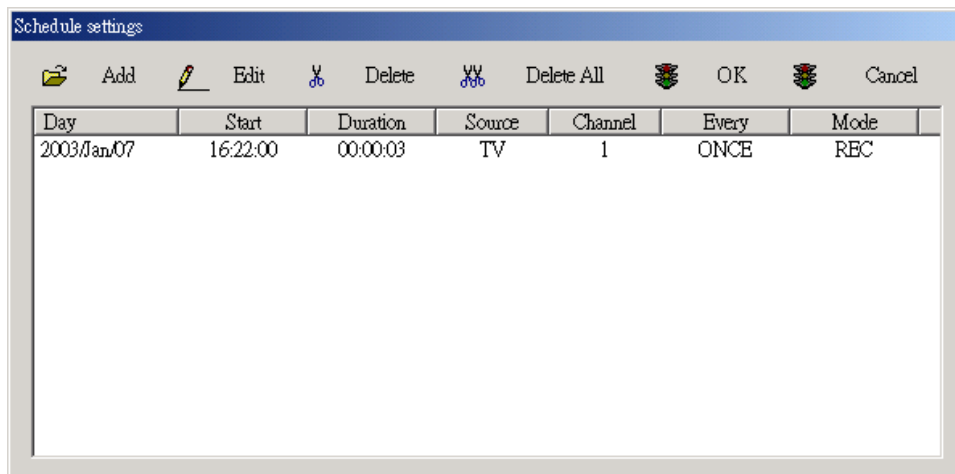 Schedule settings
Add Edit Delete Delete All OK Cancel
Day Start Duration Source Channel Every Mode
2003/Jan/07 16:22:00 00:00:03 TV 1 ONCE REC